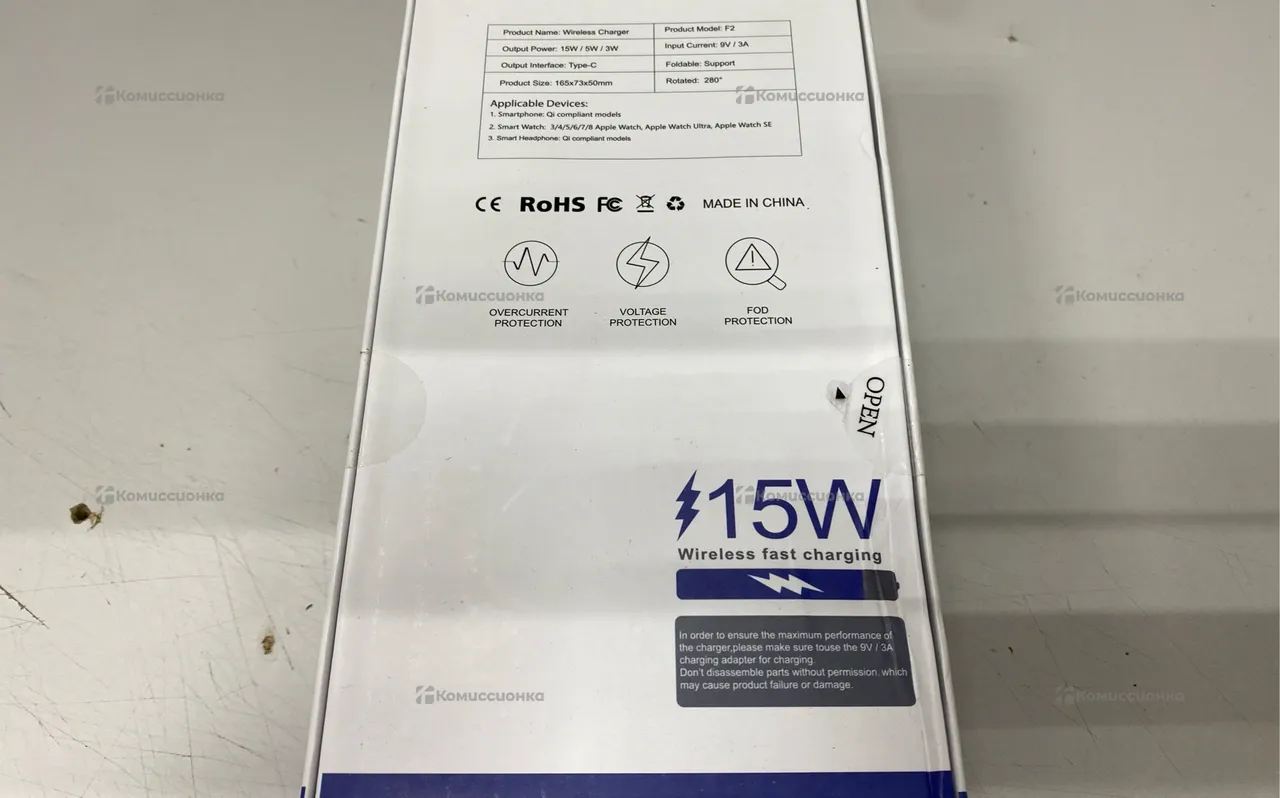 Product Name: Wireless Charger
Product Model: F2
Output Power: 15W / 5W / 3W
Input Current: 9V / 3A
Output Interface: Type-C
Foldable: Support
Product Size: 165x73x50mm
Rotated: 280°
Applicable Devices:
1. Smartphone: Qi compliant models
2. Smart Watch: 3/4/5/6/7/8 Apple Watch, Apple Watch Ultra, Apple Watch SE
3. Smart Headphone: Qi compliant models
CE RoHS FC MADE IN CHINA
OVERCURRENT
PROTECTION
VOLTAGE
PROTECTION
FOD
PROTECTION
OPEN
15W
Wireless fast charging
In order to ensure the maximum performance of
the charger,please make sure touse the 9V / 3A
charging adapter for charging.
Don't disassemble parts without permission, which
may cause product failure or damage.
Комиссионка
Комиссионка
Комиссионка
Комиссионка
Комиссионка
Комиссионка
Комиссионка
Комиссионка